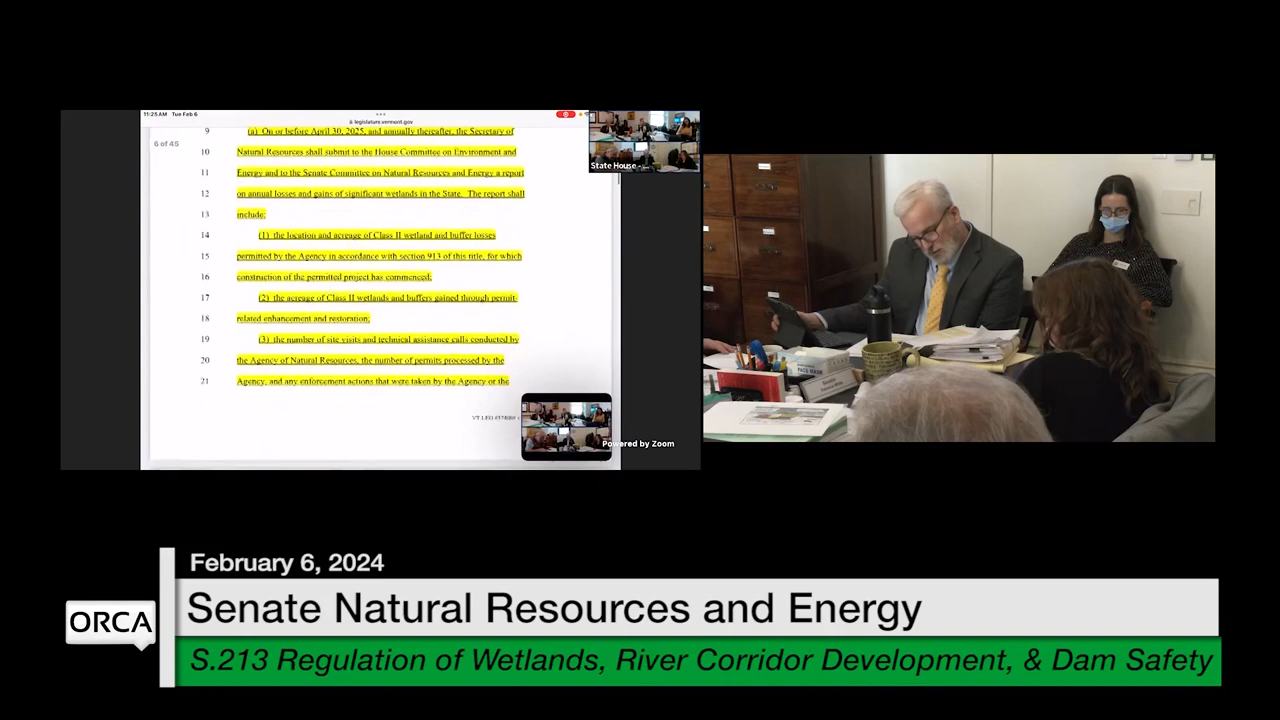 11:25 AM Tue Feb 6
legislature.vermont.gov
6 of 45
9 (a) On or before April 30, 2025, and annually thereafter, the Secretary of
10 Natural Resources shall submit to the House Committee on Environment and
11 Energy and to the Senate Committee on Natural Resources and Energy a report
12 on annual losses and gains of significant wetlands in the State. The report shall
13 include:
14 (1) the location and acreage of Class II wetland and buffer losses
15 permitted by the Agency in accordance with section 913 of this title, for which
16 construction of the permitted project has commenced;
17 (2) the acreage of Class II wetlands and buffers gained through permit-
18 related enhancement and restoration;
19 (3) the number of site visits and technical assistance calls conducted by
20 the Agency of Natural Resources, the number of permits processed by the
21 Agency, and any enforcement actions that were taken by the Agency or the
VT LEG
State House -
Powered by Zoom
FACE MASK
Senator
February 6, 2024
ORCA
Senate Natural Resources and Energy
S.213 Regulation of Wetlands, River Corridor Development, & Dam Safety